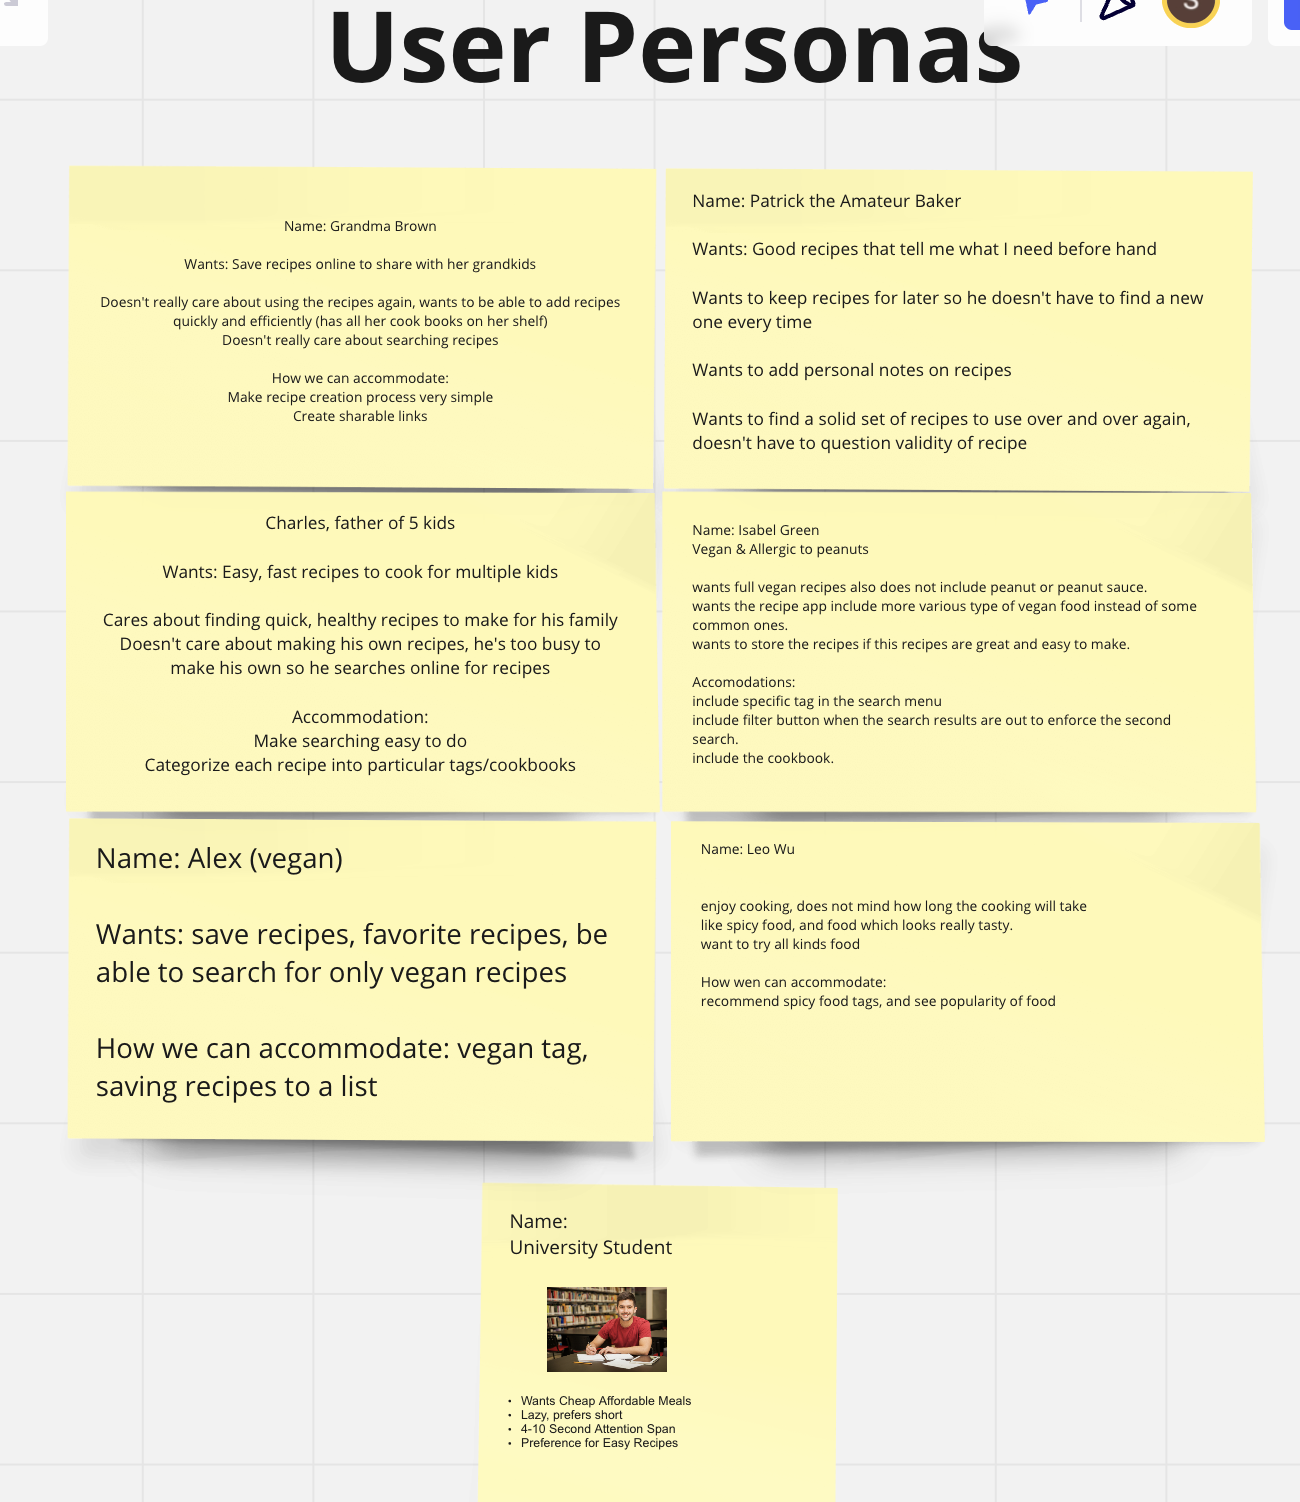 User Personas
S
Name: Grandma Brown
Wants: Save recipes online to share with her grandkids
Doesn't really care about using the recipes again, wants to be able to add recipes
quickly and efficiently (has all her cook books on her shelf)
Doesn't really care about searching recipes
How we can accommodate:
Make recipe creation process very simple
Create sharable links
Name: Patrick the Amateur Baker
Wants: Good recipes that tell me what I need before hand
Wants to keep recipes for later so he doesn't have to find a new
one every time
Wants to add personal notes on recipes
Wants to find a solid set of recipes to use over and over again,
doesn't have to question validity of recipe
Charles, father of 5 kids
Wants: Easy, fast recipes to cook for multiple kids
Cares about finding quick, healthy recipes to make for his family
Doesn't care about making his own recipes, he's too busy to
make his own so he searches online for recipes
Accommodation:
Make searching easy to do
Categorize each recipe into particular tags/cookbooks
Name: Isabel Green
Vegan & Allergic to peanuts
wants full vegan recipes also does not include peanut or peanut sauce.
wants the recipe app include more various type of vegan food instead of some
common ones.
wants to store the recipes if this recipes are great and easy to make.
Accomodations:
include specific tag in the search menu
include filter button when the search results are out to enforce the second
search.
include the cookbook.
Name: Alex (vegan)
Wants: save recipes, favorite recipes, be
able to search for only vegan recipes
How we can accommodate: vegan tag,
saving recipes to a list
Name: Leo Wu
enjoy cooking, does not mind how long the cooking will take
like spicy food, and food which looks really tasty.
want to try all kinds food
How wen can accommodate:
recommend spicy food tags, and see popularity of food
Name:
University Student
• Wants Cheap Affordable Meals
• Lazy, prefers short
• 4-10 Second Attention Span
• Preference for Easy Recipes